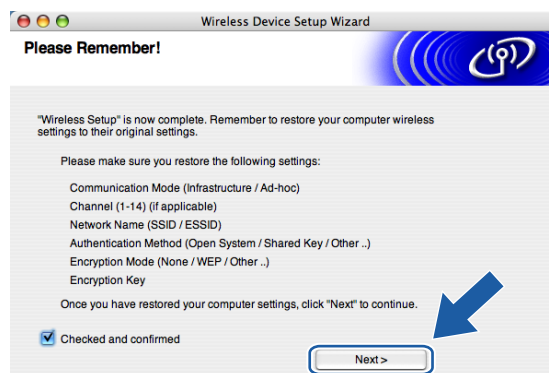 Wireless Device Setup Wizard
Please Remember!
"Wireless Setup" is now complete. Remember to restore your computer wireless
settings to their original settings.
Please make sure you restore the following settings:
Communication Mode (Infrastructure / Ad-hoc)
Channel (1-14) (if applicable)
Network Name (SSID / ESSID)
Authentication Method (Open System / Shared Key / Other ..)
Encryption Mode (None / WEP / Other ..)
Encryption Key
Once you have restored your computer settings, click "Next" to continue.
Checked and confirmed
Next >